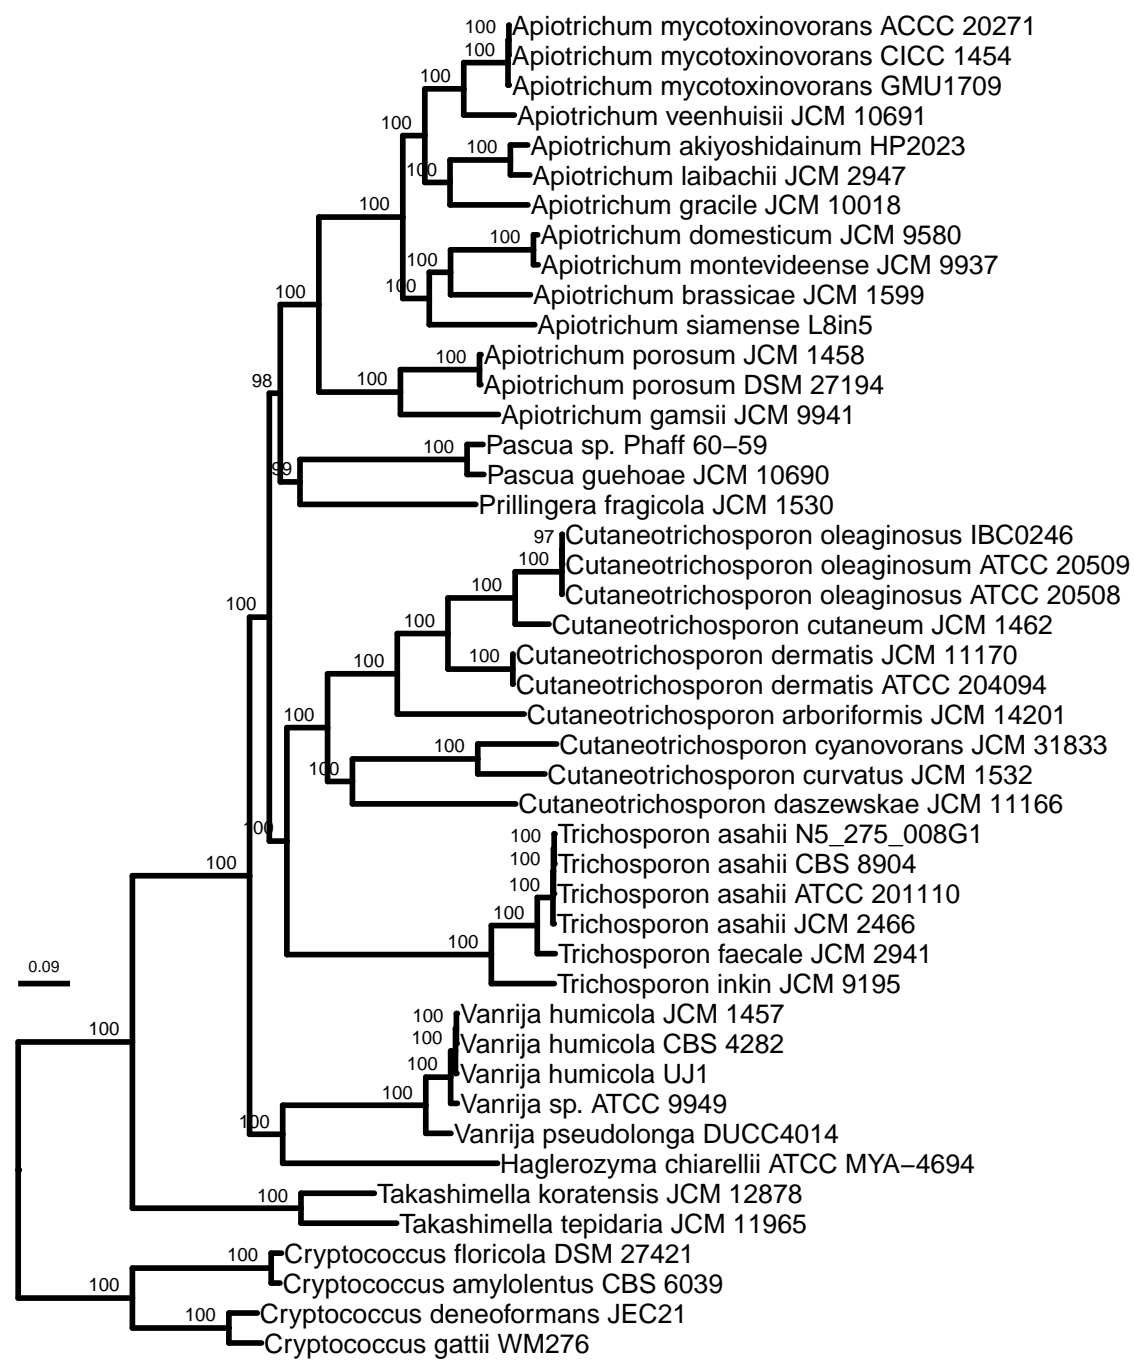 100
Apiotrichum mycotoxinovorans ACCC 20271
100
Apiotrichum mycotoxinovorans CICC 1454
100
Apiotrichum mycotoxinovorans GMU1709
Apiotrichum veenhuisii JCM 10691
100
100
Apiotrichum akiyoshidainum HP2023
100
Apiotrichum laibachii JCM 2947
100
Apiotrichum gracile JCM 10018
100
Apiotrichum domesticum JCM 9580
100
Apiotrichum montevideense JCM 9937
100
100
Apiotrichum brassicae JCM 1599
Apiotrichum siamense L8in5
100
Apiotrichum porosum JCM 1458
98
100
Apiotrichum porosum DSM 27194
Apiotrichum gamsii JCM 9941
100
Pascua sp. Phaff 60−59
99
Pascua guehoae JCM 10690
Prillingera fragicola JCM 1530
97
Cutaneotrichosporon oleaginosus IBC0246
100
Cutaneotrichosporon oleaginosum ATCC 20509
100
Cutaneotrichosporon oleaginosus ATCC 20508
100
100
Cutaneotrichosporon cutaneum JCM 1462
100
100
Cutaneotrichosporon dermatis JCM 11170
Cutaneotrichosporon dermatis ATCC 204094
100
Cutaneotrichosporon arboriformis JCM 14201
100
Cutaneotrichosporon cyanovorans JCM 31833
100
Cutaneotrichosporon curvatus JCM 1532
Cutaneotrichosporon daszewskae JCM 11166
100
100
Trichosporon asahii N5_275_008G1
100
100
Trichosporon asahii CBS 8904
100
Trichosporon asahii ATCC 201110
100
Trichosporon asahii JCM 2466
100
Trichosporon faecale JCM 2941
0.09
Trichosporon inkin JCM 9195
100
Vanrija humicola JCM 1457
100
100
Vanrija humicola CBS 4282
100
Vanrija humicola UJ1
100
Vanrija sp. ATCC 9949
100
Vanrija pseudolonga DUCC4014
Haglerozyma chiarellii ATCC MYA−4694
100
Takashimella koratensis JCM 12878
Takashimella tepidaria JCM 11965
100
Cryptococcus floricola DSM 27421
100
Cryptococcus amylolentus CBS 6039
100
Cryptococcus deneoformans JEC21
Cryptococcus gattii WM276